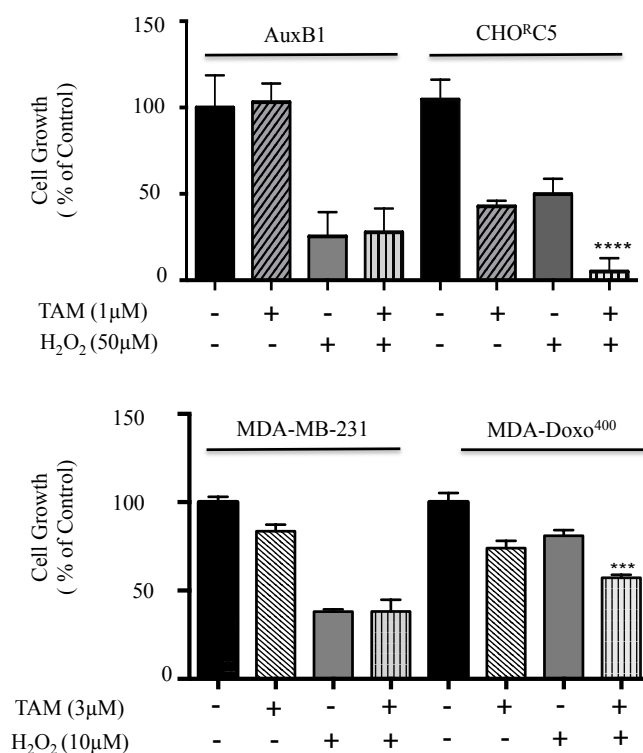 150
AuxB1
CHOᴿC5
100
50
0
Cell Growth
( % of Control)
****
TAM (1μM) - + - + - + - +
H₂O₂ (50μM) - - + + - - + +
150
MDA-MB-231
MDA-Doxo⁴⁰⁰
100
50
0
Cell Growth
( % of Control)
***
TAM (3μM) - + - + - + - +
H₂O₂ (10μM) - - + + - - + +